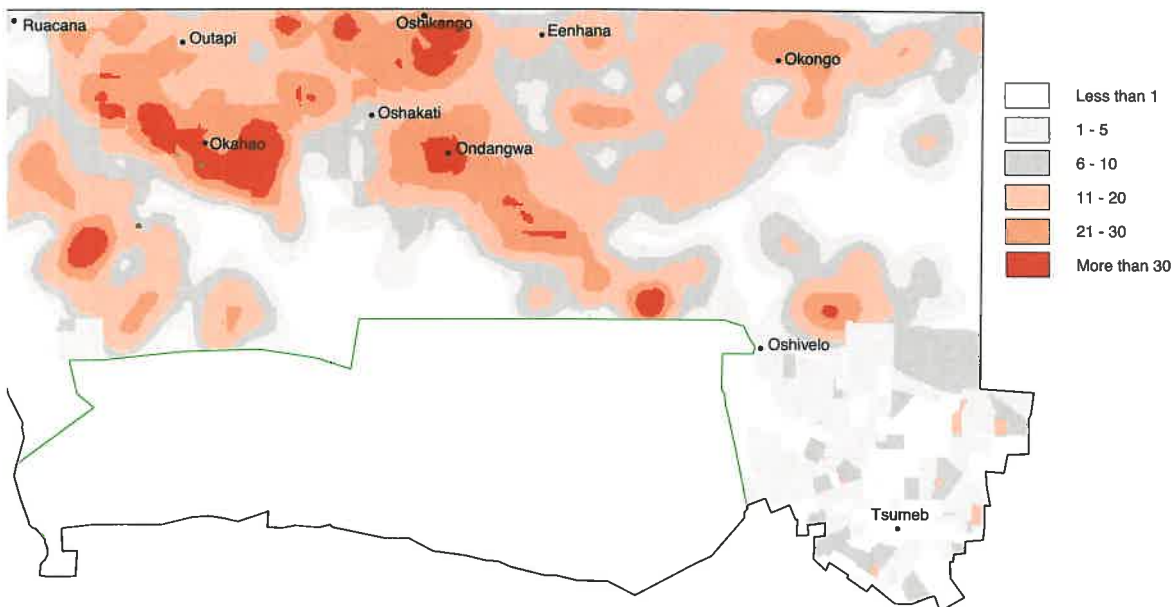 Ruacana
Oshikango
Outapi
Eenhana
Okongo
Oshakati
Okahao
Ondangwa
Oshivelo
Tsumeb
Less than 1
1 - 5
6 - 10
11 - 20
21 - 30
More than 30